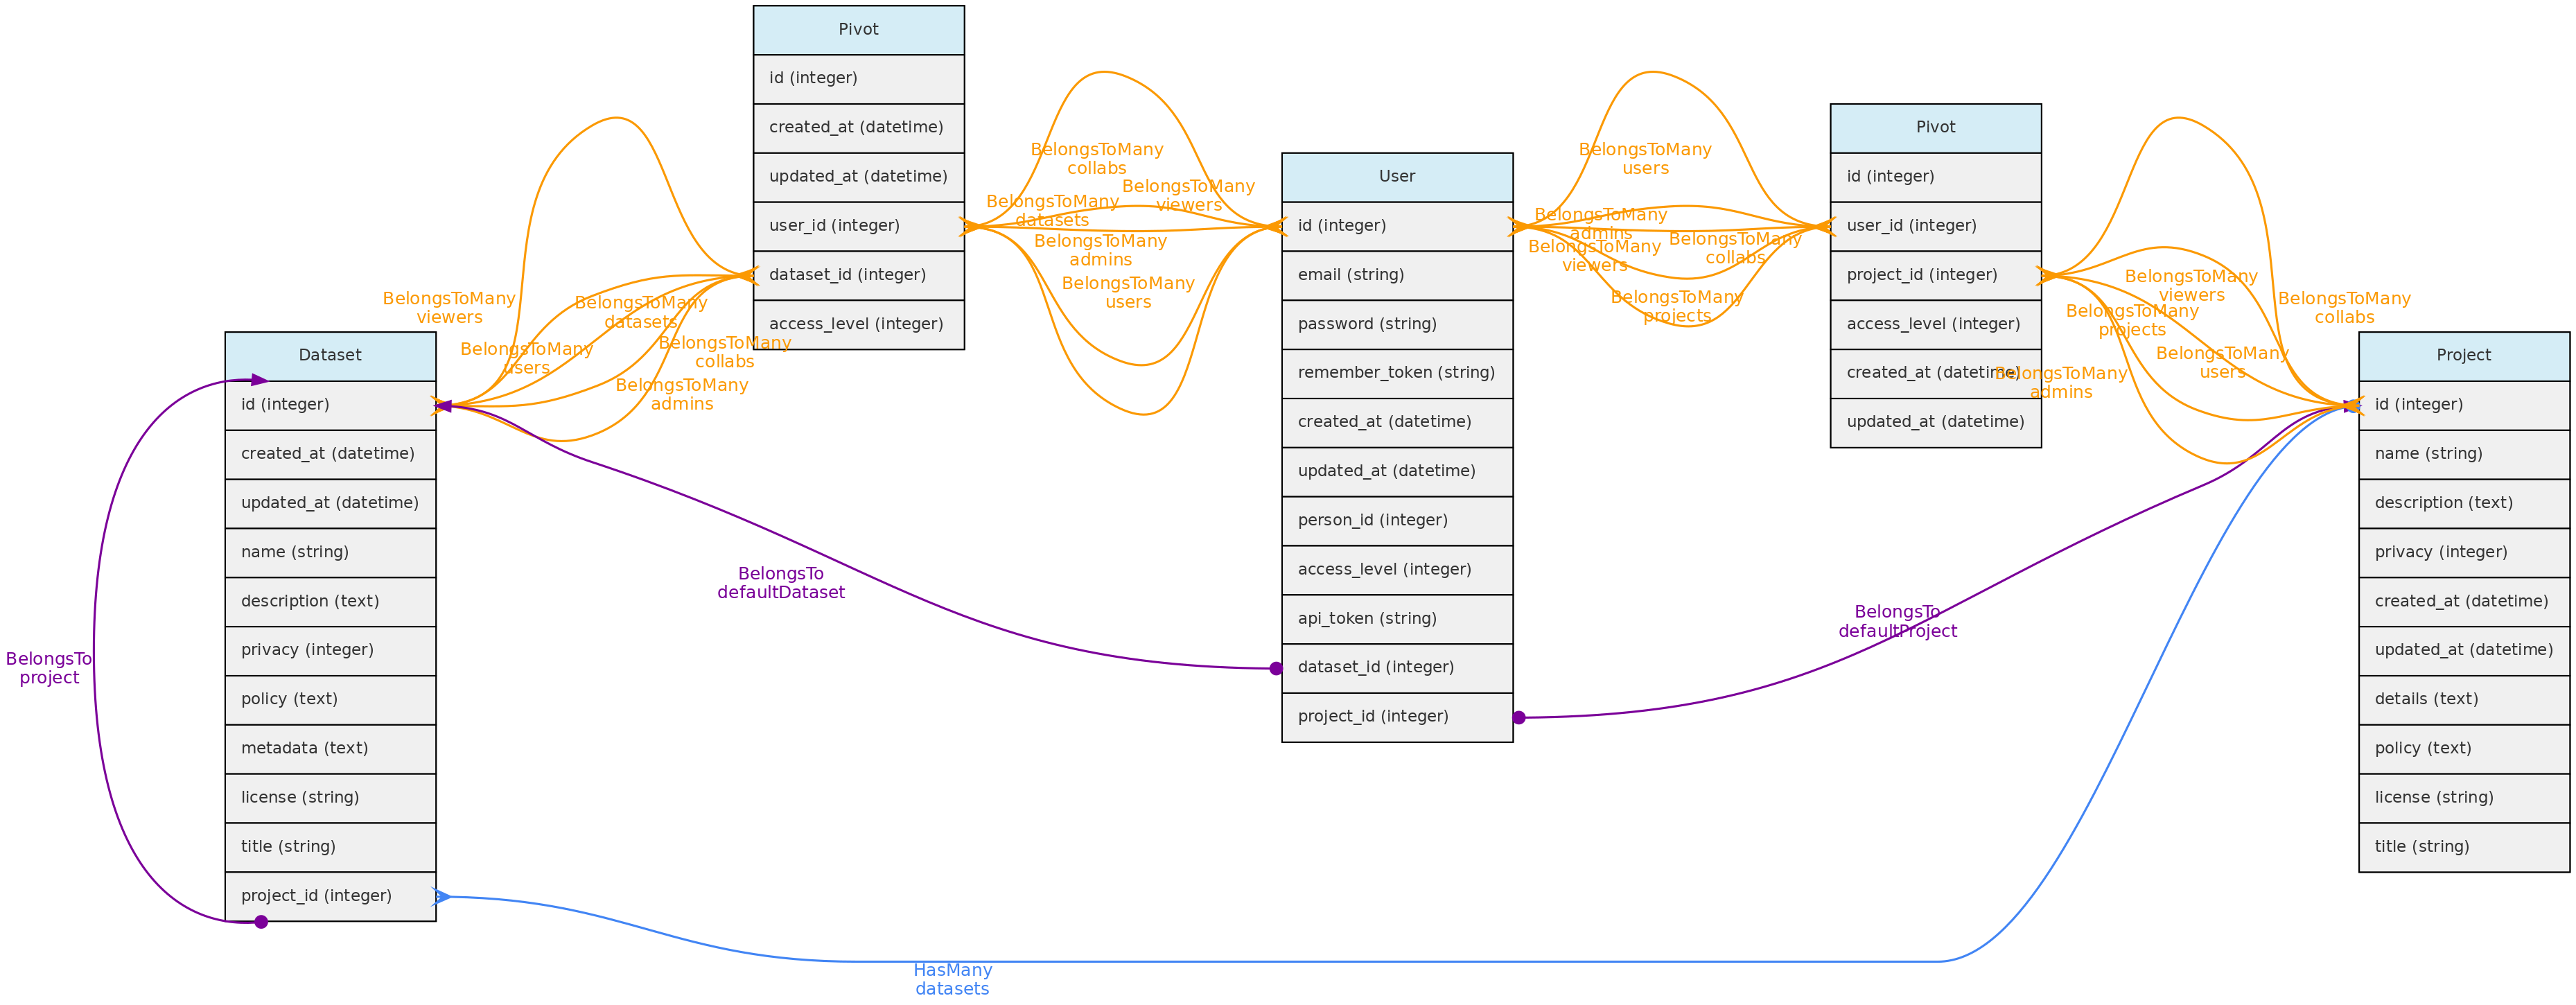 Pivot
id (integer)
created_at (datetime)
updated_at (datetime)
user_id (integer)
dataset_id (integer)
access_level (integer)
Dataset
id (integer)
created_at (datetime)
updated_at (datetime)
name (string)
description (text)
privacy (integer)
policy (text)
metadata (text)
license (string)
title (string)
project_id (integer)
User
id (integer)
email (string)
password (string)
remember_token (string)
created_at (datetime)
updated_at (datetime)
person_id (integer)
access_level (integer)
api_token (string)
dataset_id (integer)
project_id (integer)
Pivot
id (integer)
user_id (integer)
project_id (integer)
access_level (integer)
created_at (datetime)
updated_at (datetime)
Project
id (integer)
name (string)
description (text)
privacy (integer)
created_at (datetime)
updated_at (datetime)
details (text)
policy (text)
license (string)
title (string)
BelongsToMany
viewers
BelongsToMany
users
BelongsToMany
datasets
BelongsToMany
collabs
BelongsToMany
admins
BelongsToMany
collabs
BelongsToMany
viewers
BelongsToMany
datasets
BelongsToMany
admins
BelongsToMany
users
BelongsToMany
users
BelongsToMany
admins
BelongsToMany
viewers
BelongsToMany
collabs
BelongsToMany
projects
BelongsToMany
viewers
BelongsToMany
collabs
BelongsToMany
projects
BelongsToMany
users
BelongsToMany
admins
BelongsTo
project
BelongsTo
defaultDataset
BelongsTo
defaultProject
HasMany
datasets